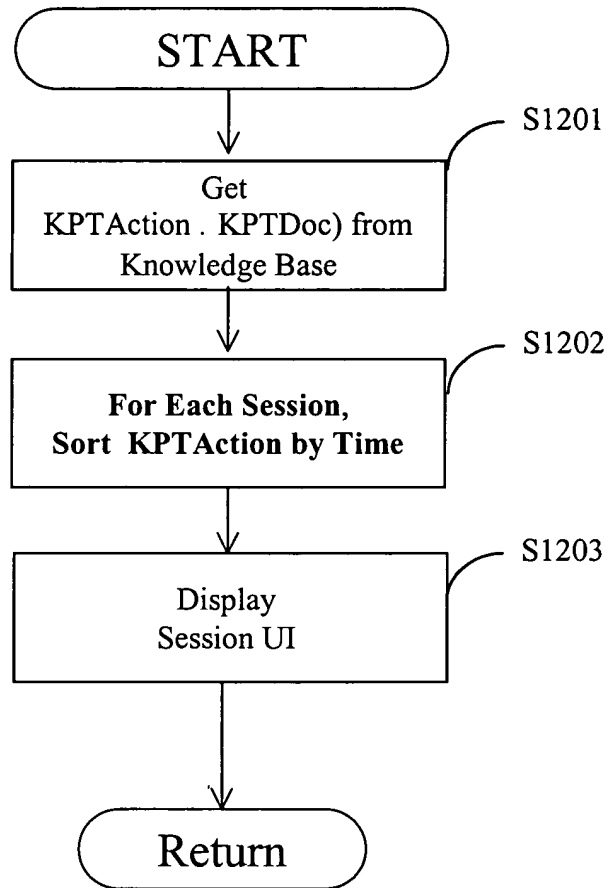 START
S1201
Get
KPTAction . KPTDoc) from
Knowledge Base
S1202
For Each Session,
Sort KPTAction by Time
S1203
Display
Session UI
Return